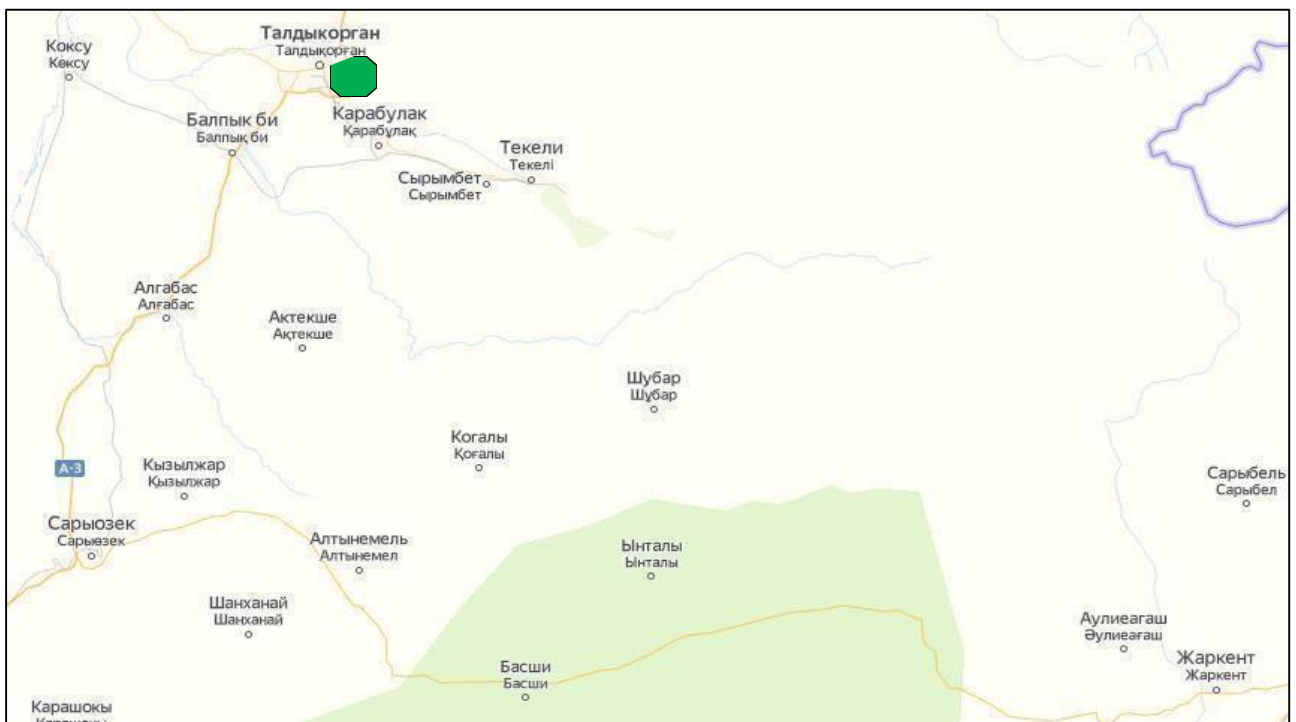 Талдыкорган
Талдықорған
Коксу
Көксу
Балпык би
Балпық би
Карабулак
Қарабұлақ
Текели
Текелі
Сырымбет
Сырымбет
Алгабас
Алғабас
Актекше
Ақтекше
Шубар
Шұбар
Когалы
Қоғалы
А-3
Кызылжар
Қызылжар
Сарыбель
Сарыбел
Сарыозек
Сарыөзек
Алтынемель
Алтынемел
Ынталы
Ынталы
Шанханай
Шанханай
Аулиеагаш
Әулиеағаш
Басши
Басши
Жаркент
Жаркент
Карашокы